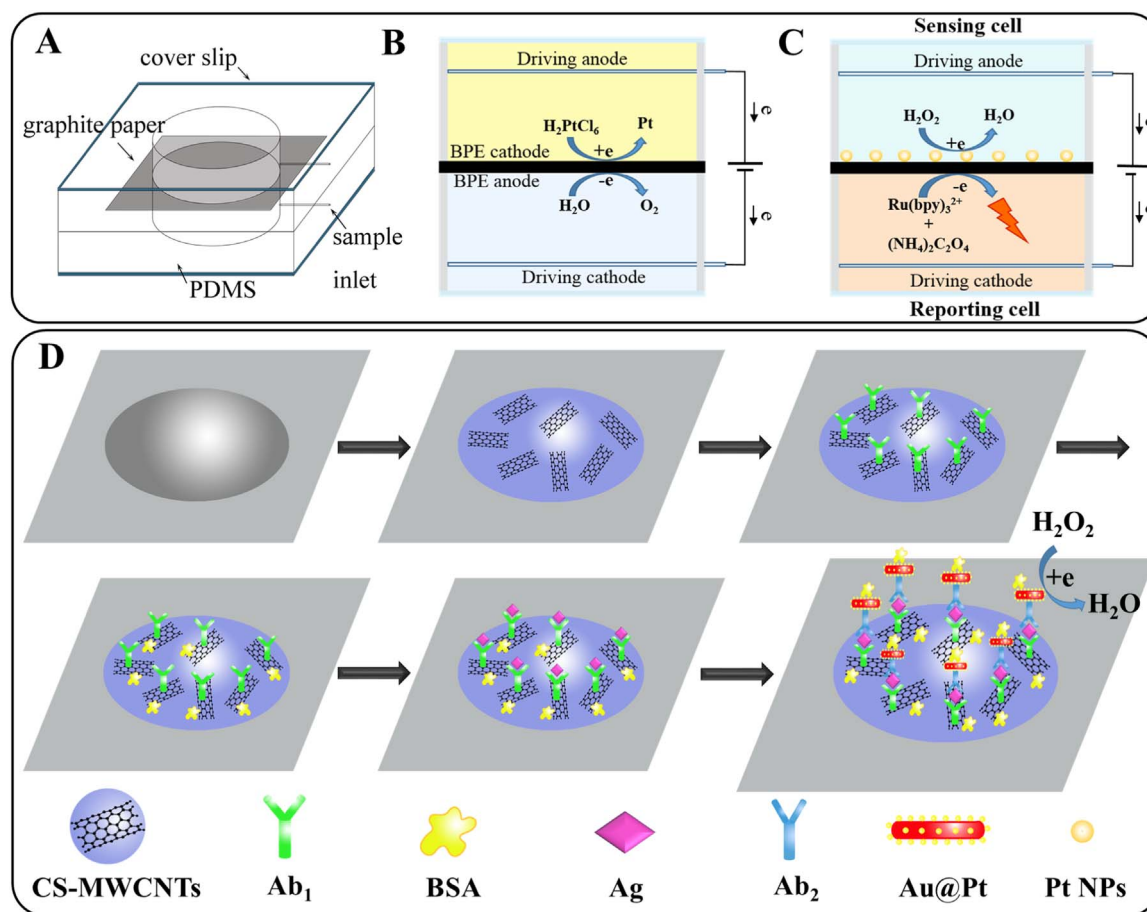 A
cover slip
graphite paper
sample
inlet
PDMS
B
Driving anode
e
H₂PtCl₆
Pt
+e
BPE cathode
BPE anode
-e
H₂O
O₂
e
Driving cathode
Sensing cell
C
Driving anode
H₂O₂
H₂O
+e
-e
Ru(bpy)₃²⁺
+
(NH₄)₂C₂O₄
Driving cathode
Reporting cell
D
H₂O₂
+e
H₂O
CS-MWCNTs
Ab₁
BSA
Ag
Ab₂
Au@Pt
Pt NPs